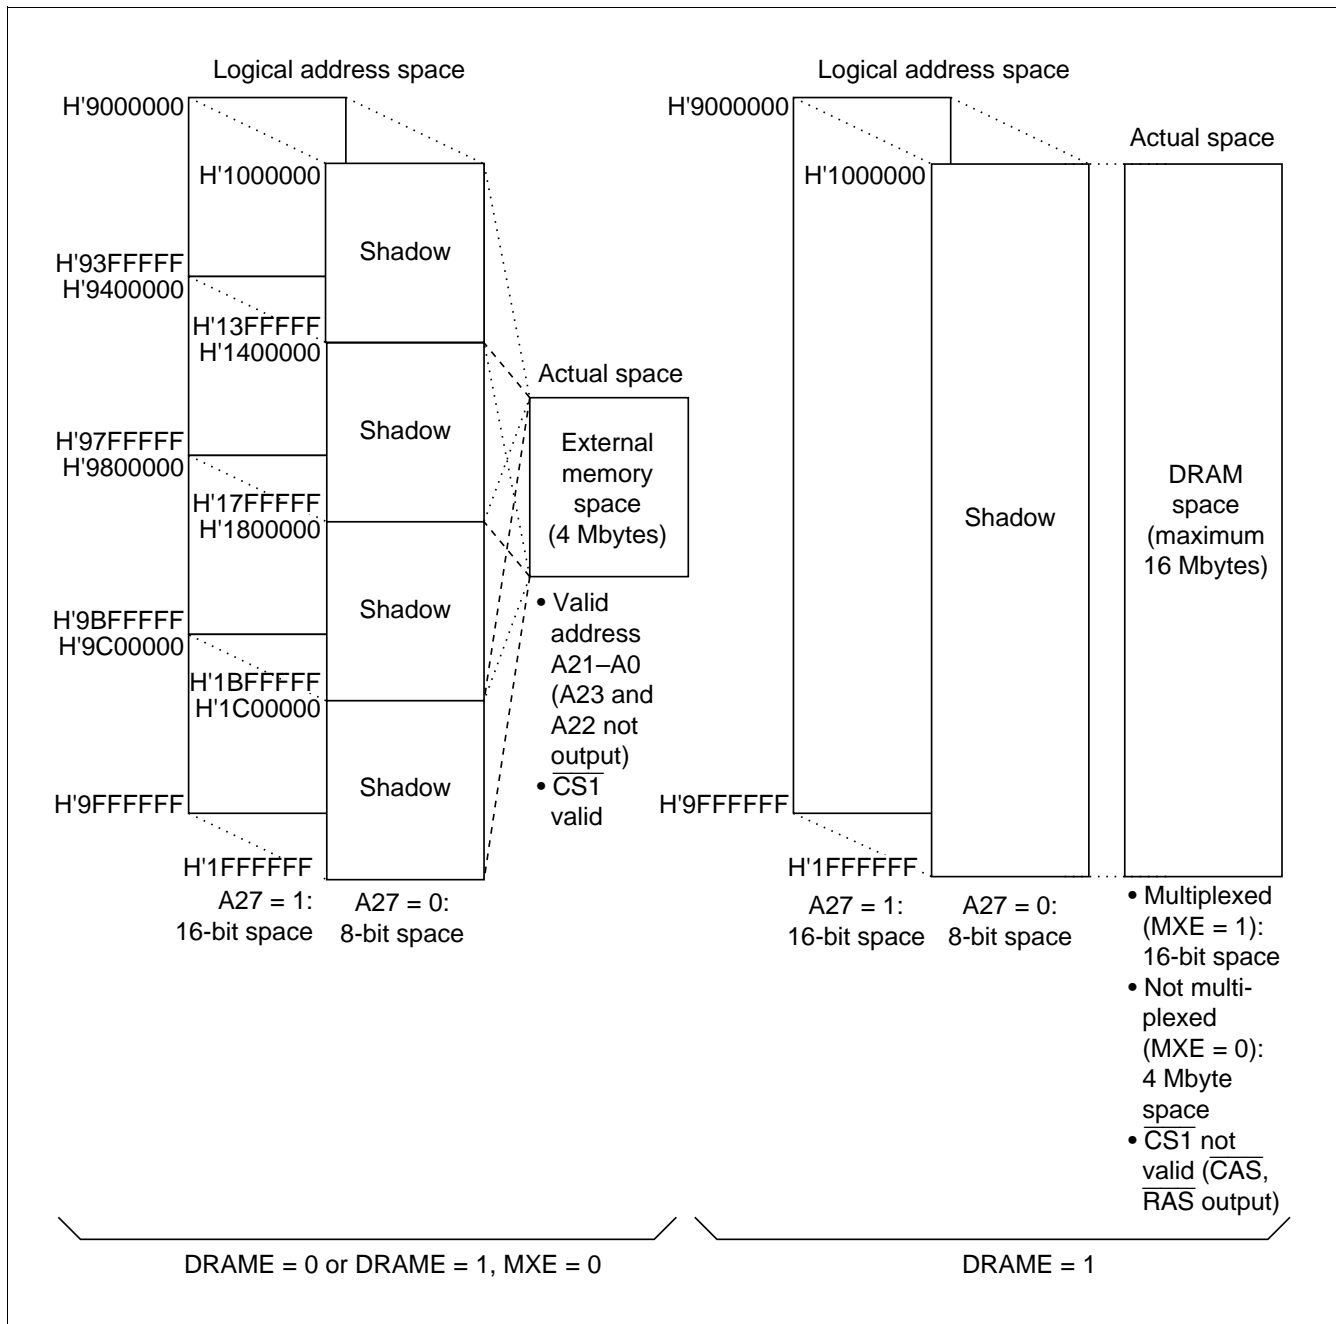 Logical address space
H'9000000
H'1000000
Shadow
H'93FFFFF
H'9400000
H'13FFFFF
H'1400000
Shadow
H'97FFFFF
H'9800000
H'17FFFFF
H'1800000
Shadow
H'9BFFFFF
H'9C00000
H'1BFFFFF
H'1C00000
Shadow
H'9FFFFFF
H'1FFFFFF
A27 = 1:
16-bit space
A27 = 0:
8-bit space
Actual space
External
memory
space
(4 Mbytes)
• Valid
address
A21–A0
(A23 and
A22 not
output)
• C̅S̅1̅
valid
DRAME = 0 or DRAME = 1, MXE = 0
Logical address space
H'9000000
H'1000000
Shadow
H'9FFFFFF
H'1FFFFFF
A27 = 1:
16-bit space
A27 = 0:
8-bit space
Actual space
DRAM
space
(maximum
16 Mbytes)
• Multiplexed
(MXE = 1):
16-bit space
• Not multi-
plexed
(MXE = 0):
4 Mbyte
space
• C̅S̅1̅ not
valid (C̅A̅S̅,
R̅A̅S̅ output)
DRAME = 1